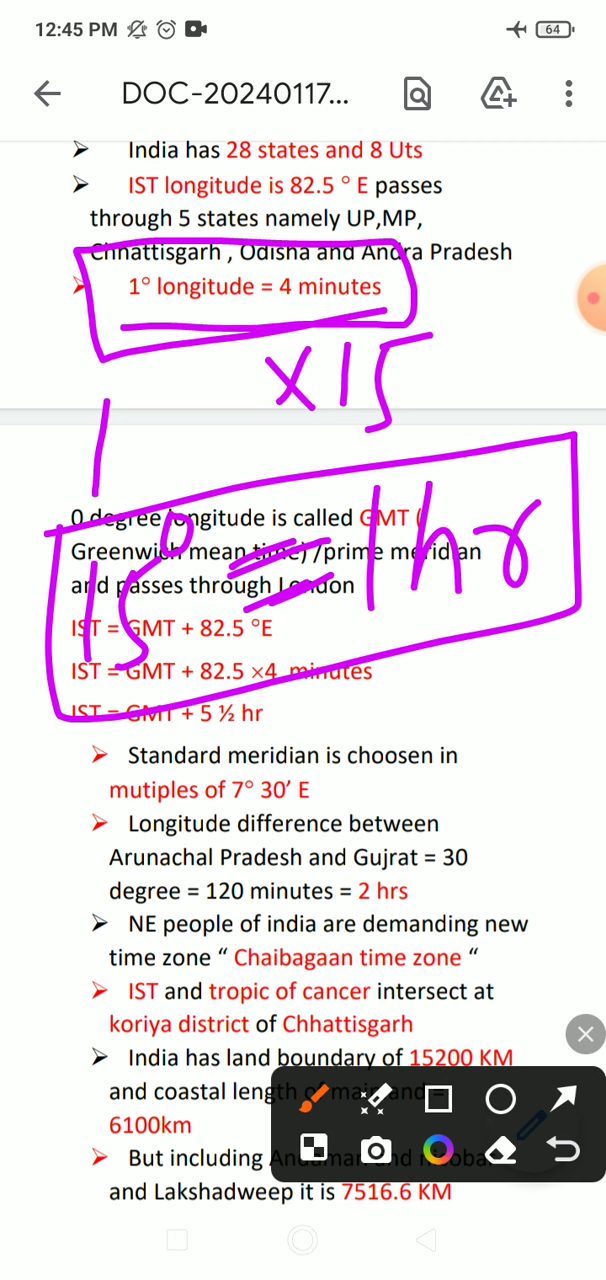 12:45 PM
64
DOC-20240117...
India has 28 states and 8 Uts
IST longitude is 82.5 ° E passes
through 5 states namely UP,MP,
Chhattisgarh , Odisha and Andra Pradesh
1° longitude = 4 minutes
X15
0 degree longitude is called GMT (
Greenwich mean time) /prime meridian
and passes through London
15° = 1hr
IST = GMT + 82.5 °E
IST = GMT + 82.5 ×4 minutes
IST = GMT + 5 ½ hr
Standard meridian is choosen in
mutiples of 7° 30’ E
Longitude difference between
Arunachal Pradesh and Gujrat = 30
degree = 120 minutes = 2 hrs
NE people of india are demanding new
time zone “ Chaibagaan time zone “
IST and tropic of cancer intersect at
koriya district of Chhattisgarh
India has land boundary of 15200 KM
and coastal length of mainland =
6100km
But including Andaman and nicobar
and Lakshadweep it is 7516.6 KM